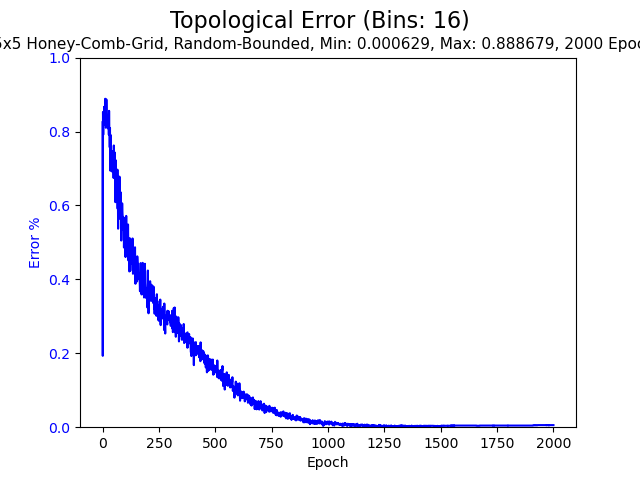 Topological Error (Bins: 16)
5x5 Honey-Comb-Grid, Random-Bounded, Min: 0.000629, Max: 0.888679, 2000 Epoc
1.0
0.8
0.6
0.4
0.2
0.0
Error %
0 250 500 750 1000 1250 1500 1750 2000
Epoch